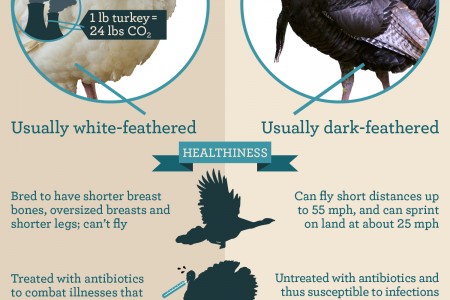 1 lb turkey=
24 lbs CO₂
Usually white-feathered
Usually dark-feathered
HEALTHINESS
Bred to have shorter breast
bones, oversized breasts and
shorter legs; can't fly
Can fly short distances up
to 55 mph, and can sprint
on land at about 25 mph
Treated with antibiotics
to combat illnesses that
Untreated with antibiotics and
thus susceptible to infections